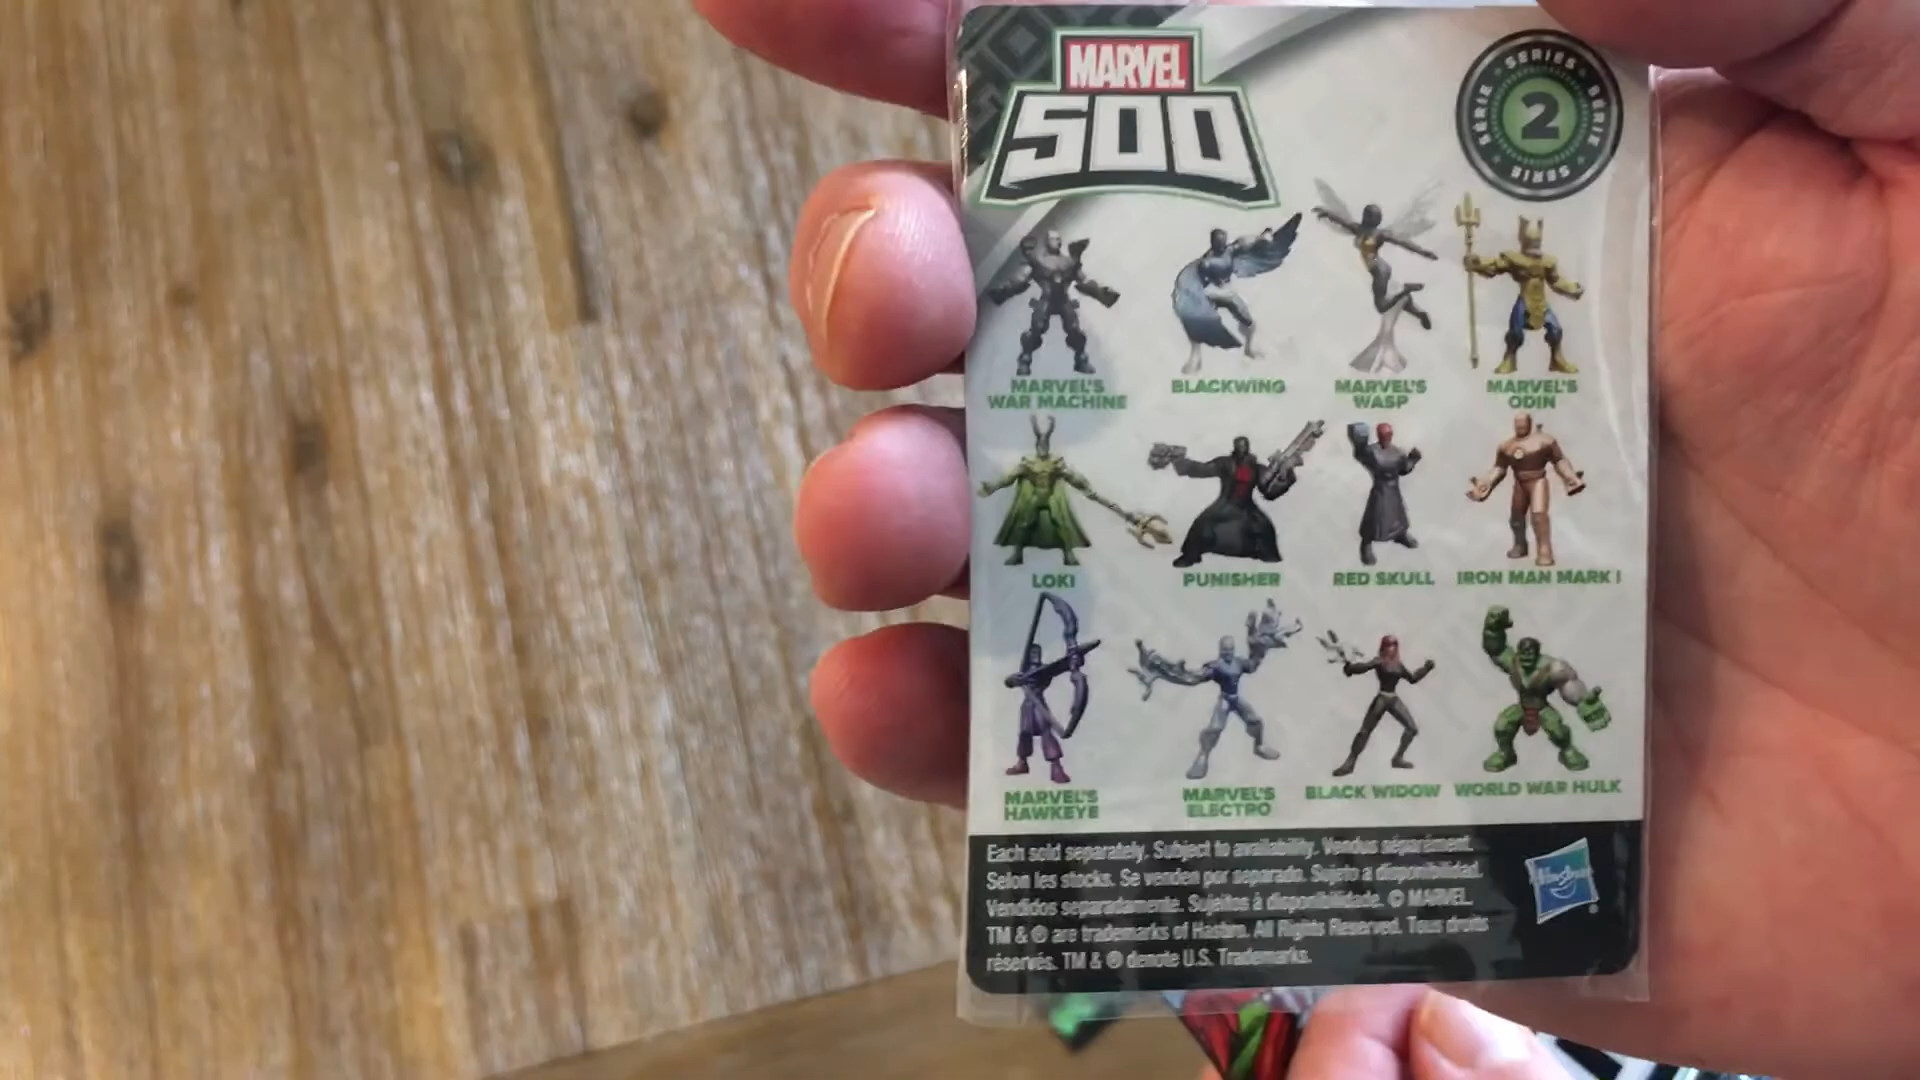 MARVEL
500
SERIES
SÉRIE
SERIE
SÉRIE
2
MARVEL'S
WAR MACHINE
BLACKWING
MARVEL'S
WASP
MARVEL'S
ODIN
LOKI
PUNISHER
RED SKULL
IRON MAN MARK I
MARVEL'S
HAWKEYE
MARVEL'S
ELECTRO
BLACK WIDOW
WORLD WAR HULK
Each sold separately. Subject to availability. Vendus séparément.
Selon les stocks. Se venden por separado. Sujeto a disponibilidad.
Vendidos separadamente. Sujeitos à disponibilidade. © MARVEL.
TM & ® are trademarks of Hasbro. All Rights Reserved. Tous droits
réservés. TM & ® denote U.S. Trademarks.
Hasbro